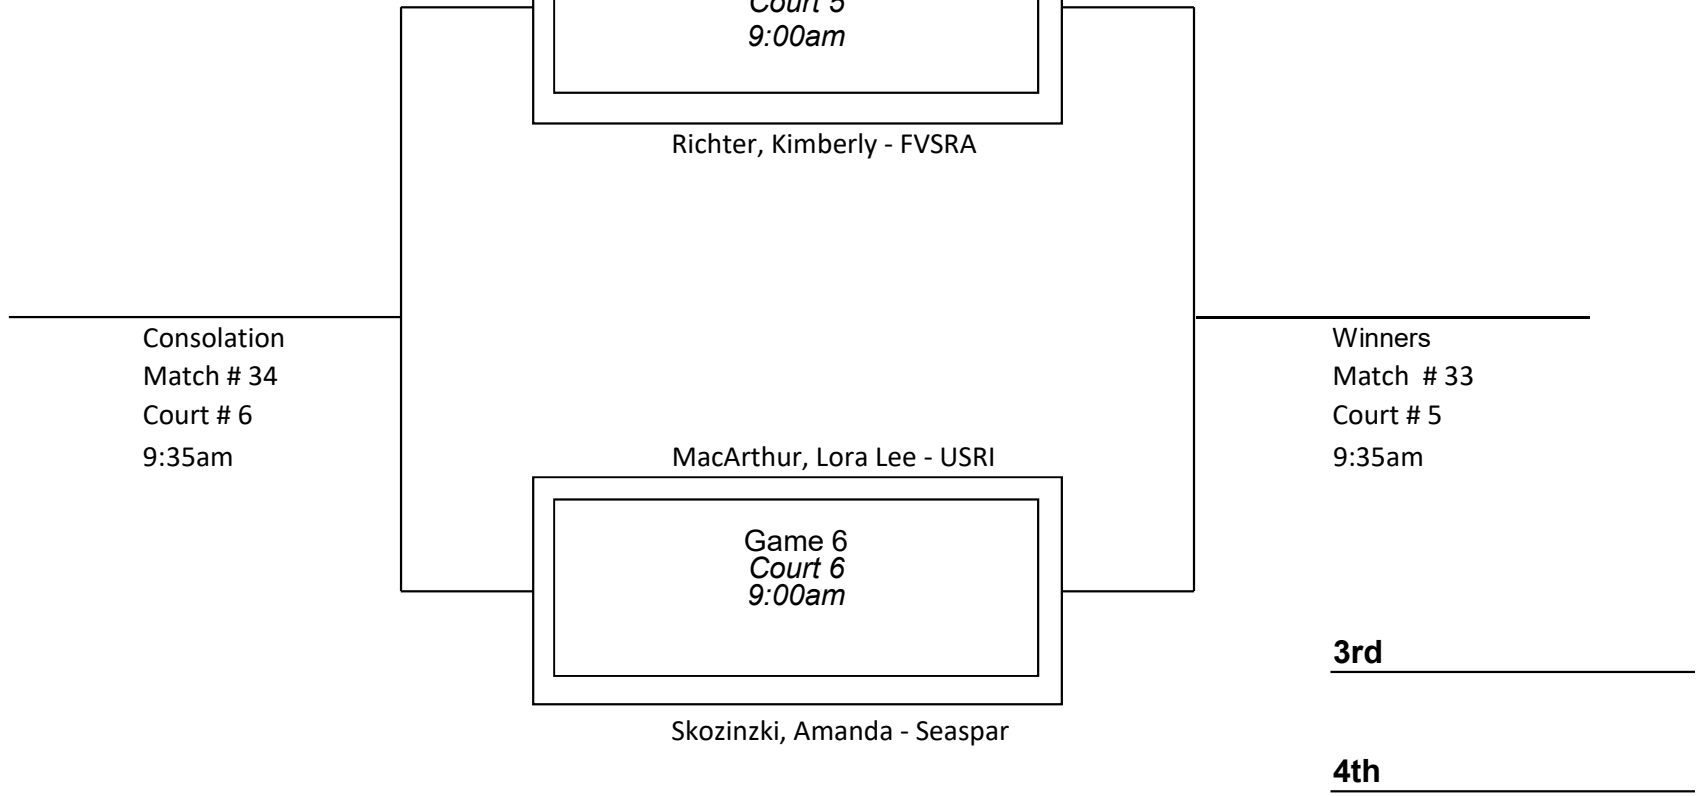 Court 5
9:00am
Richter, Kimberly - FVSRA
Consolation
Match # 34
Court # 6
9:35am
Winners
Match # 33
Court # 5
9:35am
MacArthur, Lora Lee - USRI
Game 6
Court 6
9:00am
Skozinzki, Amanda - Seaspar
3rd
4th